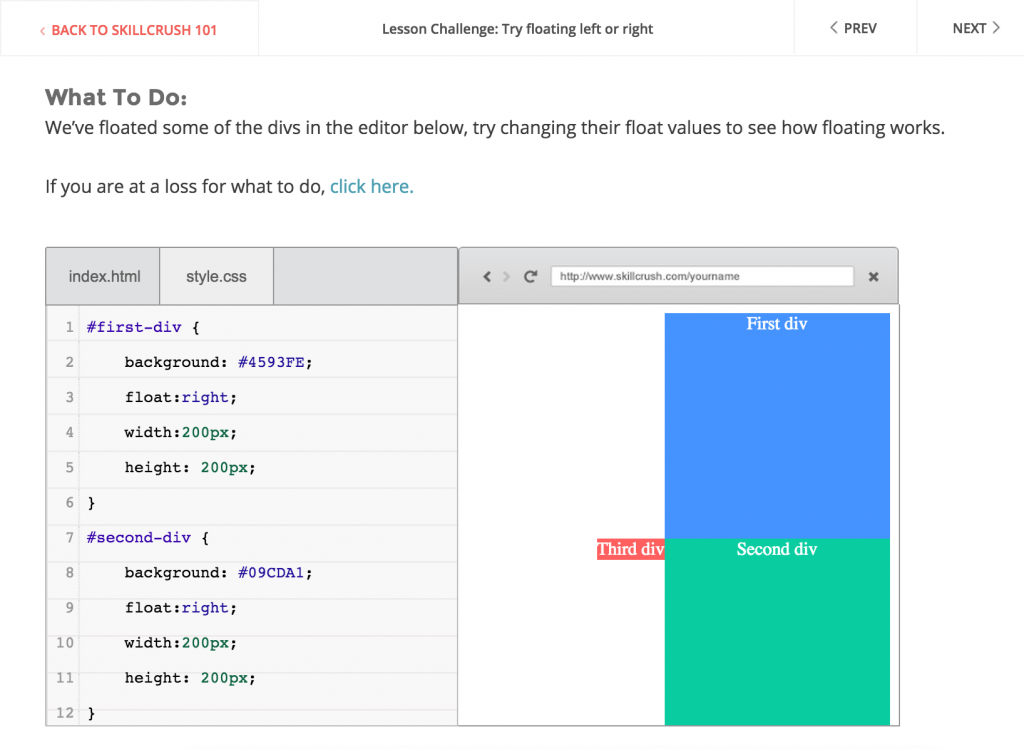 ‹ BACK TO SKILLCRUSH 101
Lesson Challenge: Try floating left or right
< PREV
NEXT >
What To Do:
We've floated some of the divs in the editor below, try changing their float values to see how floating works.
If you are at a loss for what to do, click here.
index.html
style.css
http://www.skillcrush.com/yourname
1 #first-div {
2 background: #4593FE;
3 float:right;
4 width:200px;
5 height: 200px;
6 }
7 #second-div {
8 background: #09CDA1;
9 float:right;
10 width:200px;
11 height: 200px;
12 }
First div
Third div
Second div